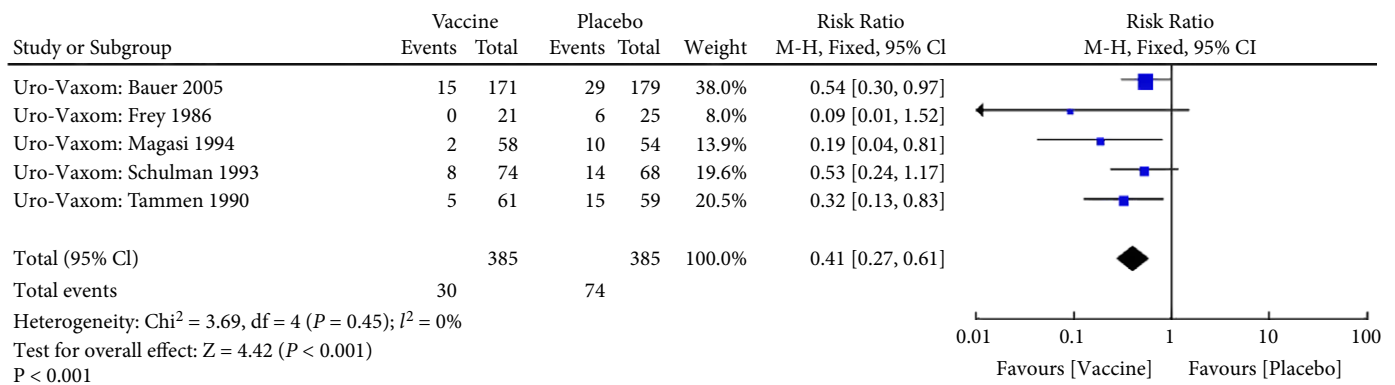 Vaccine Placebo Risk Ratio Risk Ratio
Study or Subgroup Events Total Events Total Weight M-H, Fixed, 95% Cl M-H, Fixed, 95% CI
Uro-Vaxom: Bauer 2005 15 171 29 179 38.0% 0.54 [0.30, 0.97]
Uro-Vaxom: Frey 1986 0 21 6 25 8.0% 0.09 [0.01, 1.52]
Uro-Vaxom: Magasi 1994 2 58 10 54 13.9% 0.19 [0.04, 0.81]
Uro-Vaxom: Schulman 1993 8 74 14 68 19.6% 0.53 [0.24, 1.17]
Uro-Vaxom: Tammen 1990 5 61 15 59 20.5% 0.32 [0.13, 0.83]
Total (95% Cl) 385 385 100.0% 0.41 [0.27, 0.61]
Total events 30 74
Heterogeneity: Chi² = 3.69, df = 4 (P = 0.45); l² = 0%
Test for overall effect: Z = 4.42 (P < 0.001)
P < 0.001
0.01 0.1 1 10 100
Favours [Vaccine] Favours [Placebo]